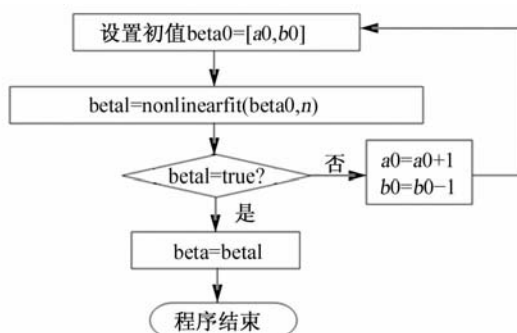 设置初值beta0=[a0,b0]
betal=nonlinearfit(beta0,n)
betal=true?
否
a0=a0+1
b0=b0−1
是
beta=betal
程序结束